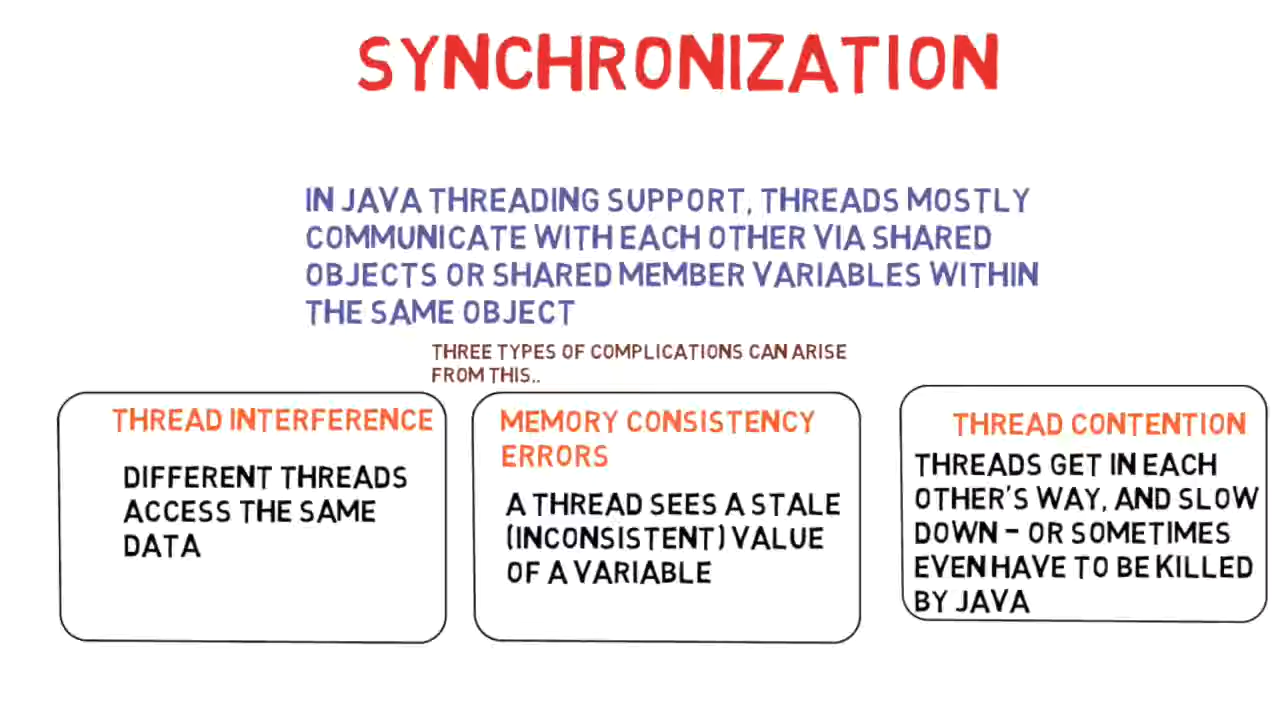 SYNCHRONIZATION
IN JAVA THREADING SUPPORT, THREADS MOSTLY
COMMUNICATE WITH EACH OTHER VIA SHARED
OBJECTS OR SHARED MEMBER VARIABLES WITHIN
THE SAME OBJECT
THREE TYPES OF COMPLICATIONS CAN ARISE
FROM THIS..
THREAD INTERFERENCE
DIFFERENT THREADS
ACCESS THE SAME
DATA
MEMORY CONSISTENCY
ERRORS
A THREAD SEES A STALE
(INCONSISTENT) VALUE
OF A VARIABLE
THREAD CONTENTION
THREADS GET IN EACH
OTHER'S WAY, AND SLOW
DOWN – OR SOMETIMES
EVEN HAVE TO BE KILLED
BY JAVA